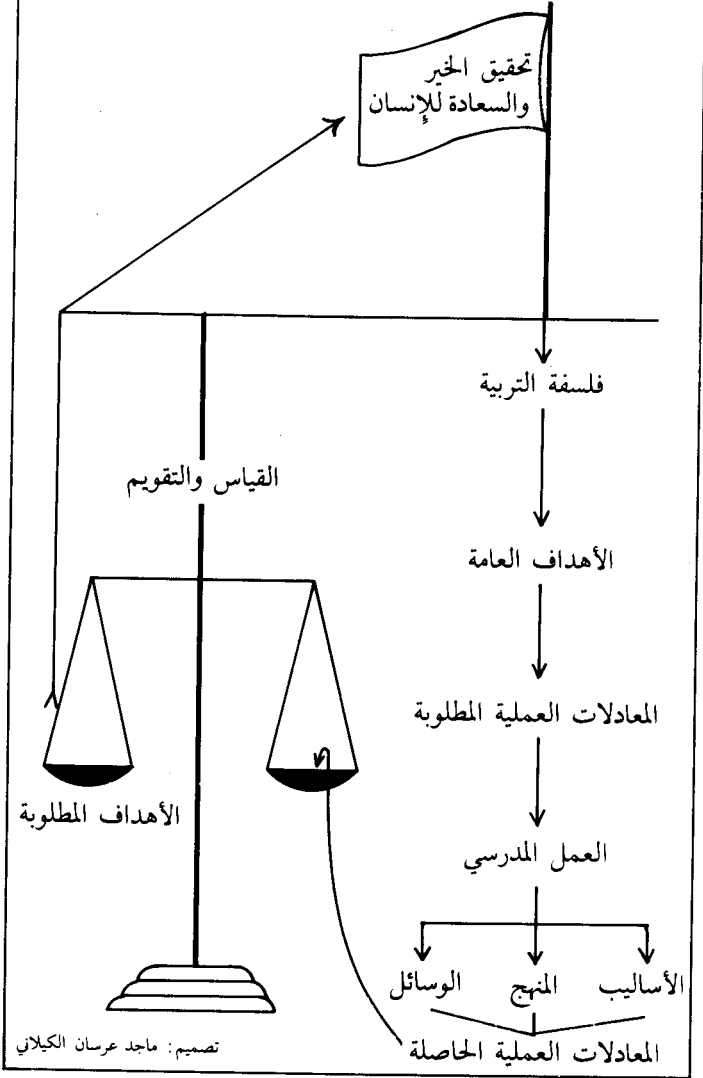 تحقيق الخير
والسعادة للإنسان
فلسفة التربية
القياس والتقويم
الأهداف العامة
المعادلات العملية المطلوبة
الأهداف المطلوبة
العمل المدرسي
الأساليب المنهج الوسائل
المعادلات العملية الحاصلة
تصميم: ماجد عرسان الكيلاني